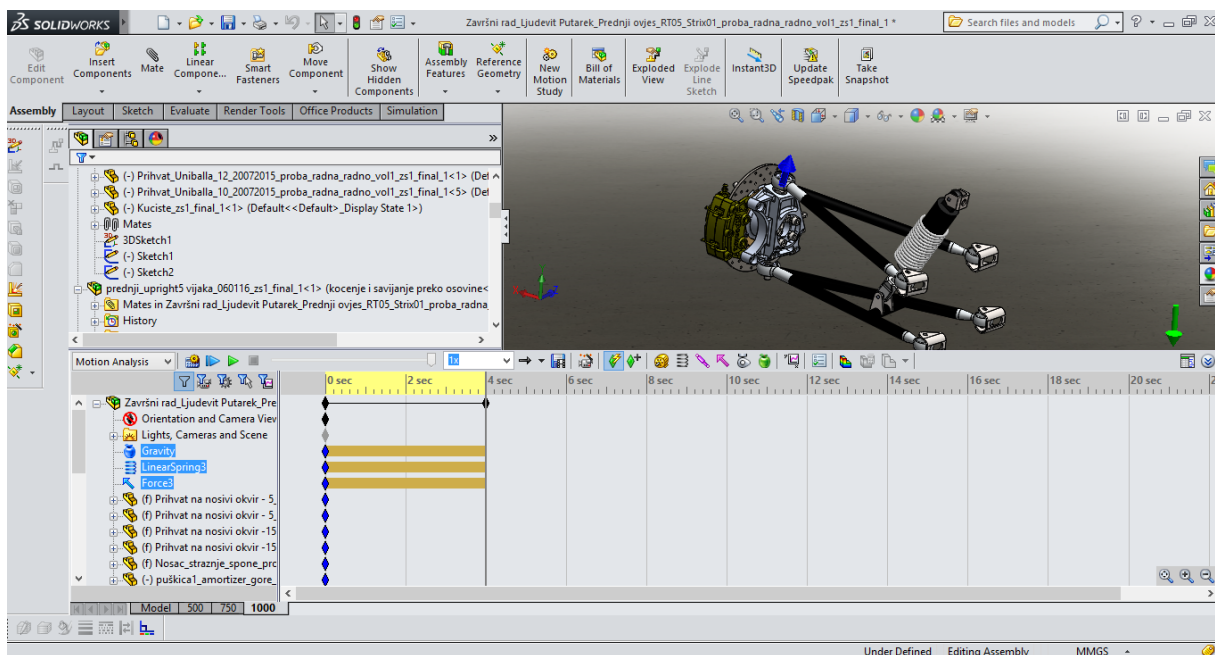 SOLIDWORKS
Završni rad_Ljudevit Putarek_Prednji ovjes_RT05_Strix01_proba_radna_radno_vol1_zs1_final_1 *
Search files and models
Edit Component
Insert Components
Mate
Linear Compone...
Smart Fasteners
Move Component
Show Hidden Components
Assembly Features
Reference Geometry
New Motion Study
Bill of Materials
Exploded View
Explode Line Sketch
Instant3D
Update Speedpak
Take Snapshot
Assembly Layout Sketch Evaluate Render Tools Office Products Simulation
(-) Prihvat_Uniballa_12_20072015_proba_radna_radno_vol1_zs1_final_1<1> (Def
(-) Prihvat_Uniballa_10_20072015_proba_radna_radno_vol1_zs1_final_1<5> (Def
(-) Kuciste_zs1_final_1<1> (Default<<Default>_Display State 1>)
Mates
3DSketch1
(-) Sketch1
(-) Sketch2
prednji_upright5 vijaka_060116_zs1_final_1<1> (kocenje i savijanje preko osovine<
Mates in Završni rad_Ljudevit Putarek_Prednji ovjes_RT05_Strix01_proba_radna_
History
Motion Analysis 1x
0 sec 2 sec 4 sec 6 sec 8 sec 10 sec 12 sec 14 sec 16 sec 18 sec 20 sec 2
Završni rad_Ljudevit Putarek_Pre
Orientation and Camera View
Lights, Cameras and Scene
Gravity
LinearSpring3
Force3
(f) Prihvat na nosivi okvir - 5_
(f) Prihvat na nosivi okvir - 5_
(f) Prihvat na nosivi okvir -15
(f) Prihvat na nosivi okvir -15
(f) Nosac_straznje_spone_prc
(-) puškica1_amortizer_gore_
Model 500 750 1000
Under Defined Editing Assembly MMGS